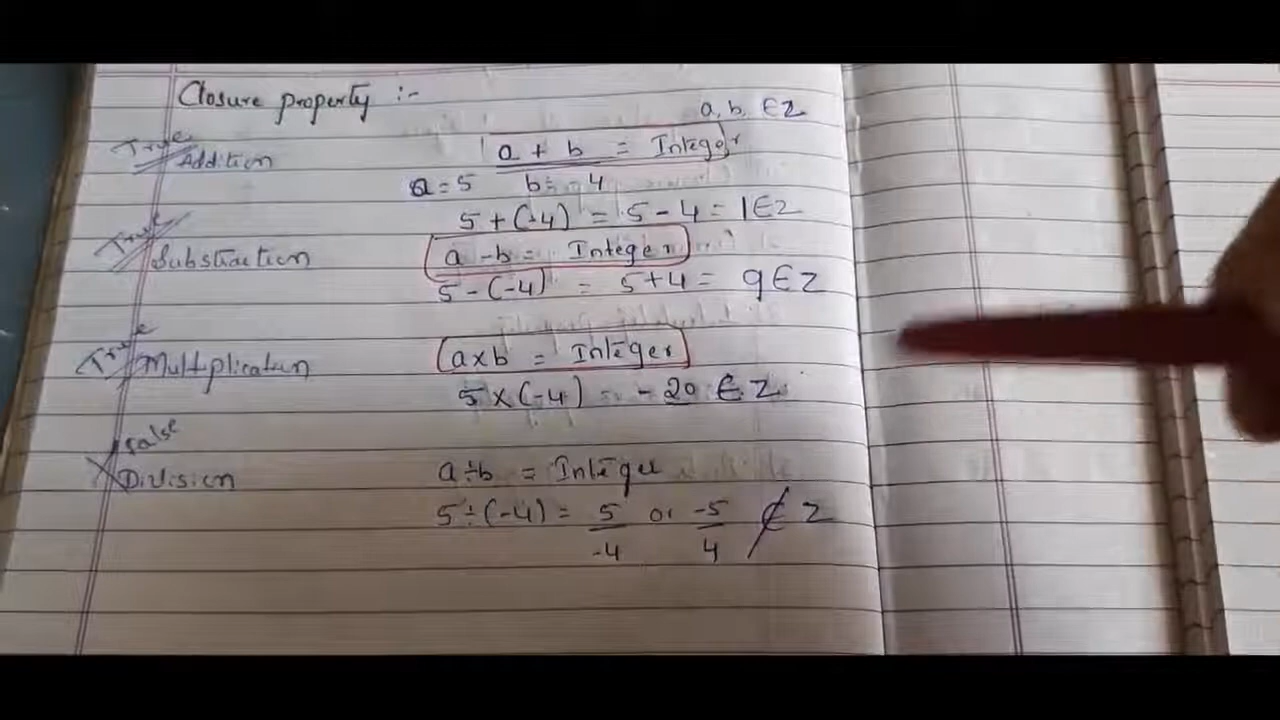 Closure property :-
a, b, ∈ Z
True
Addition a + b = Integer
a = 5 b = -4
5 + (-4) = 5 - 4 = 1 ∈ Z
True
Substraction a - b = Integer
5 - (-4) = 5 + 4 = 9 ∈ Z
True
Multiplication a × b = Integer
5 × (-4) = - 20 ∈ Z
False
Division a ÷ b = Integer
5 ÷ (-4) = 5/-4 or -5/4 ∉ Z